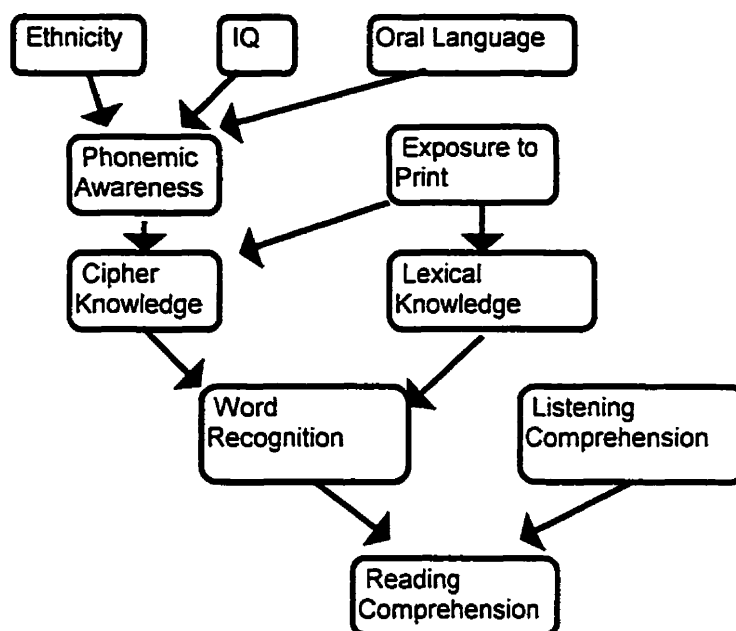 Ethnicity
IQ
Oral Language
Phonemic
Awareness
Exposure to
Print
Cipher
Knowledge
Lexical
Knowledge
Word
Recognition
Listening
Comprehension
Reading
Comprehension